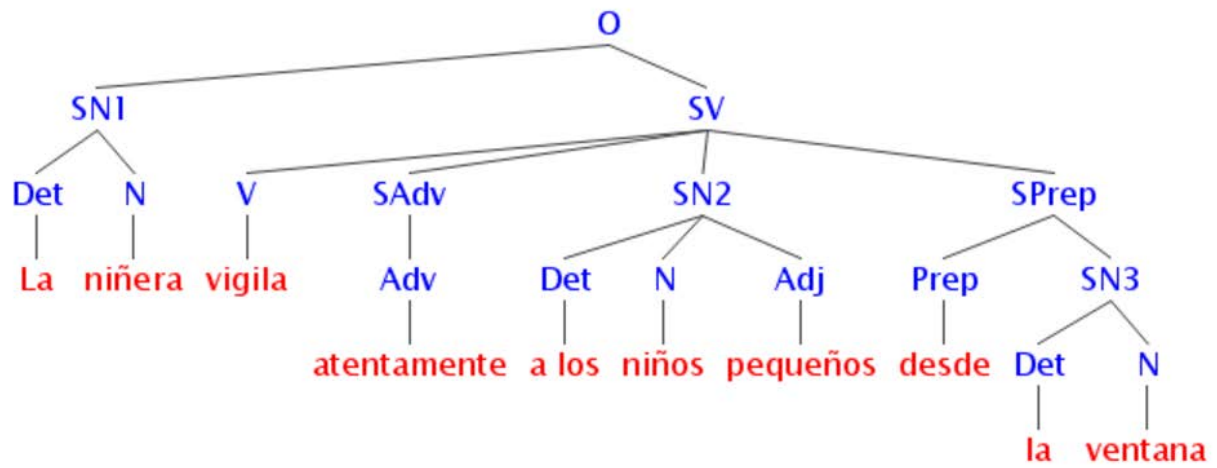 O
SN1 SV
Det N V SAdv SN2 SPrep
La niñera vigila Adv Det N Adj Prep SN3
atentamente a los niños pequeños desde Det N
la ventana